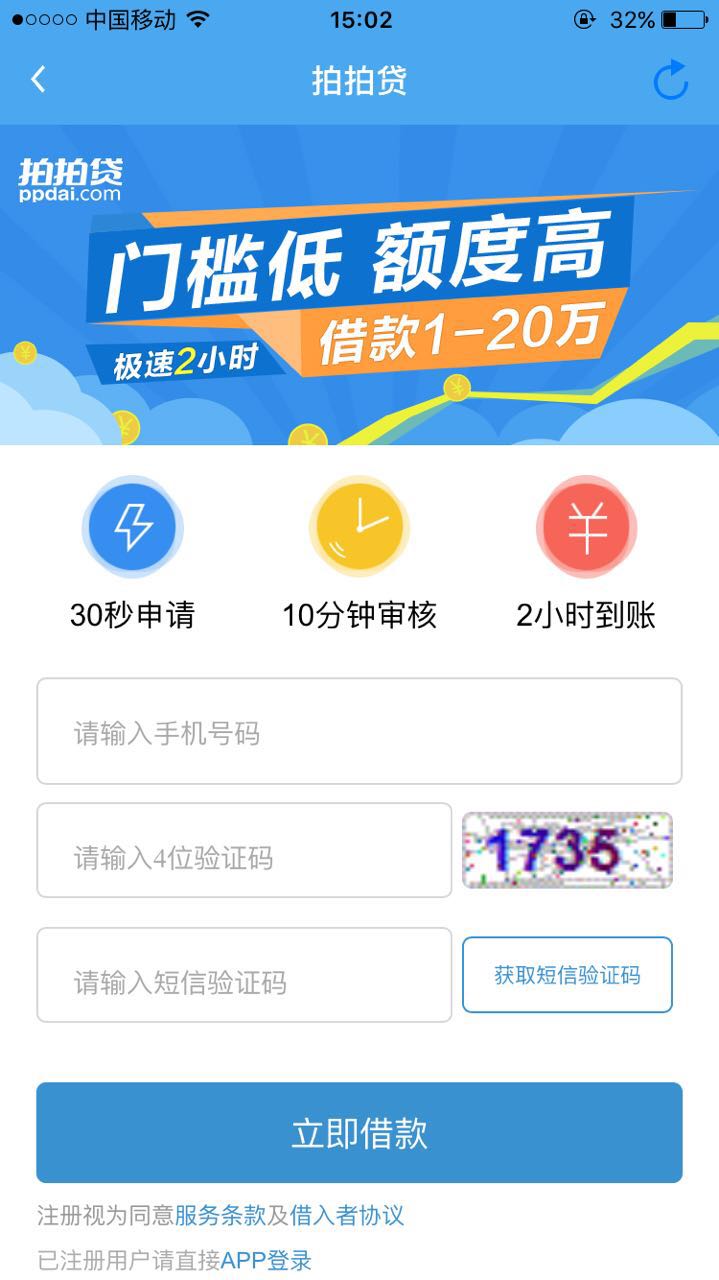 中国移动 15:02 32%
拍拍贷
拍拍贷
ppdai.com
门槛低 额度高
借款1-20万
极速2小时
30秒申请 10分钟审核 2小时到账
请输入手机号码
请输入4位验证码 1735
请输入短信验证码 获取短信验证码
立即借款
注册视为同意服务条款及借入者协议
已注册用户请直接APP登录